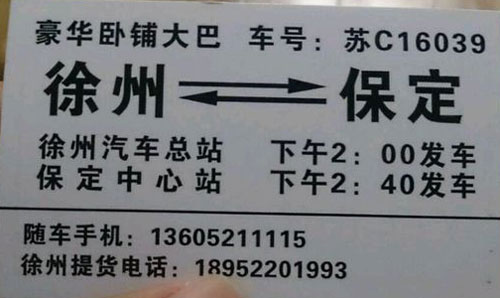 豪华卧铺大巴 车号：苏C16039
徐州 ⇌ 保定
徐州汽车总站 下午2：00发车
保定中心站 下午2：40发车
随车手机：13605211115
徐州提货电话：18952201993